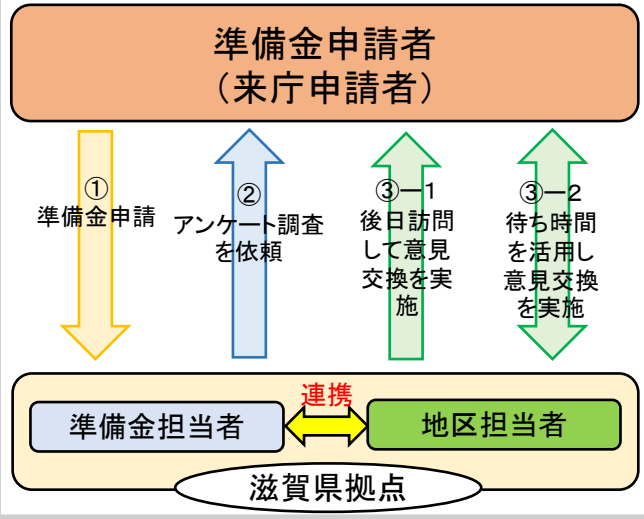 準備金申請者
（来庁申請者）
①
準備金申請
②
アンケート調査
を依頼
③ー1
後日訪問
して意見
交換を実
施
③ー2
待ち時間
を活用し
意見交換
を実施
連携
準備金担当者
地区担当者
滋賀県拠点